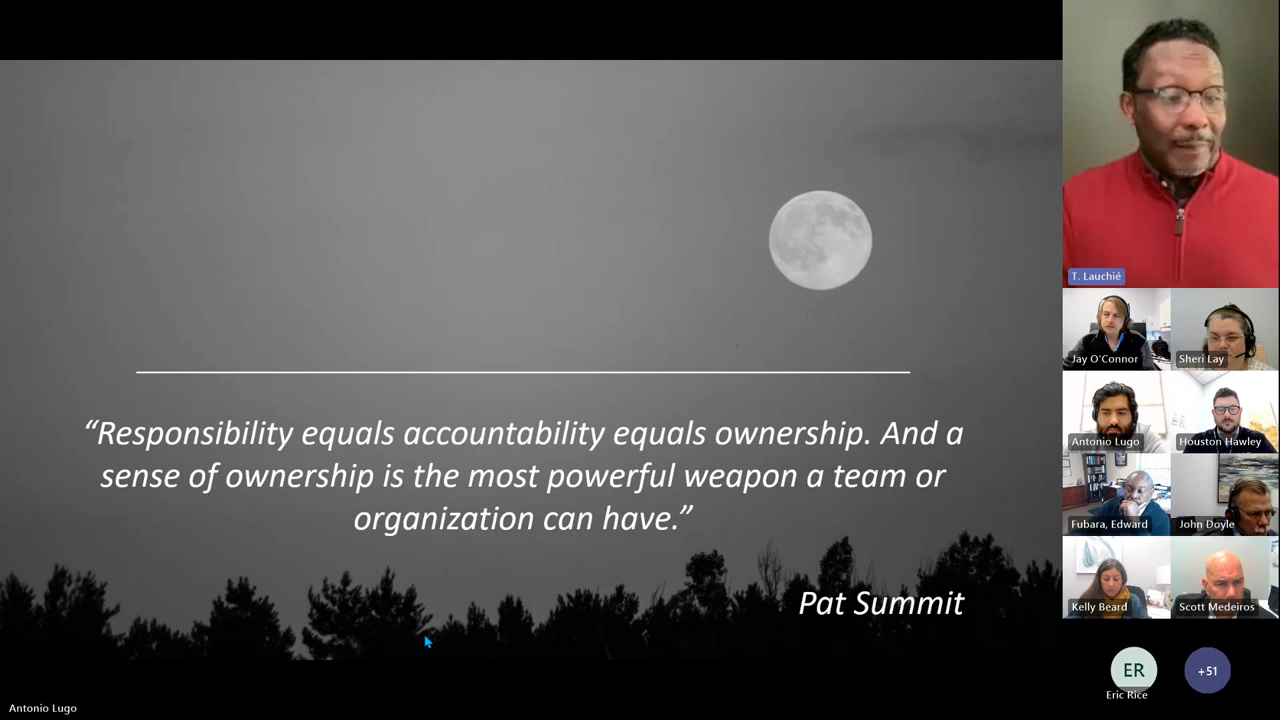 “Responsibility equals accountability equals ownership. And a
sense of ownership is the most powerful weapon a team or
organization can have.”
Pat Summit
Antonio Lugo
T. Lauchié
Jay O'Connor
Sheri Lay
Antonio Lugo
Houston Hawley
Fubara, Edward
John Doyle
Kelly Beard
Scott Medeiros
ER
Eric Rice
+51